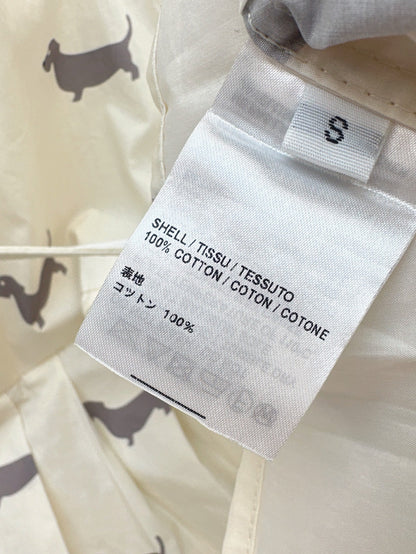 S
SHELL / TISSU / TESSUTO
100% COTTON / COTON / COTONE
表地
コットン 100%